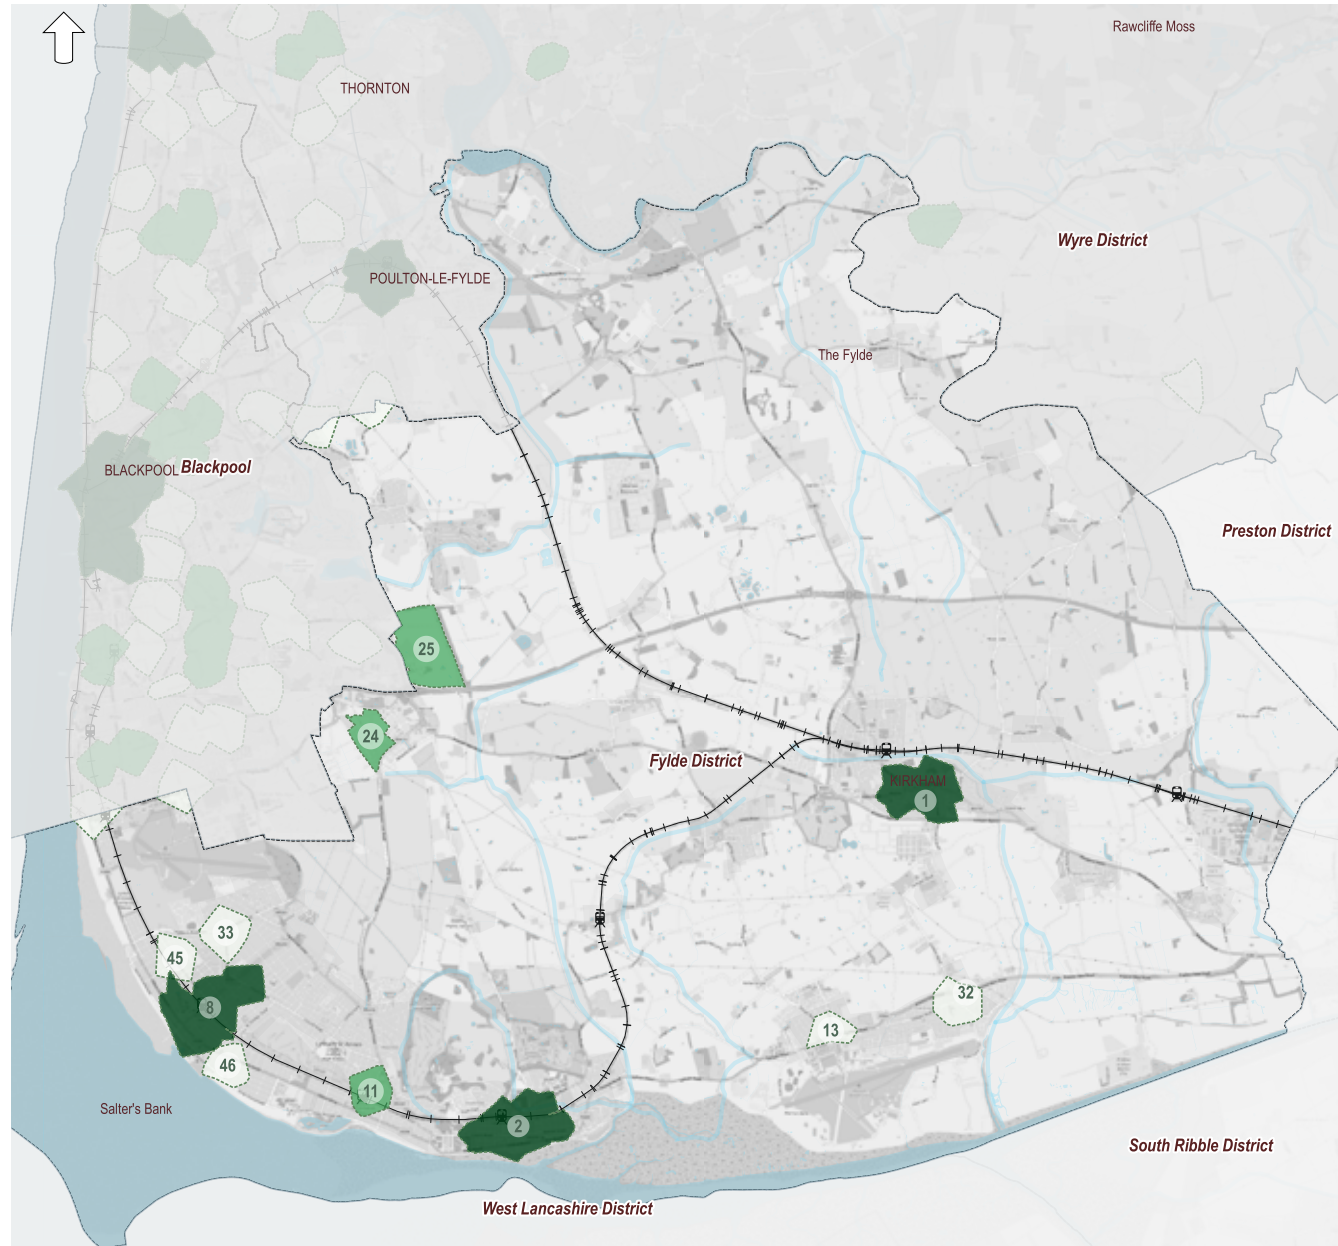 Rawcliffe Moss
THORNTON
Wyre District
POULTON-LE-FYLDE
The Fylde
BLACKPOOL
Blackpool
Preston District
25
24
Fylde District
KIRKHAM
1
33
45
8
32
13
46
11
Salter's Bank
2
South Ribble District
West Lancashire District